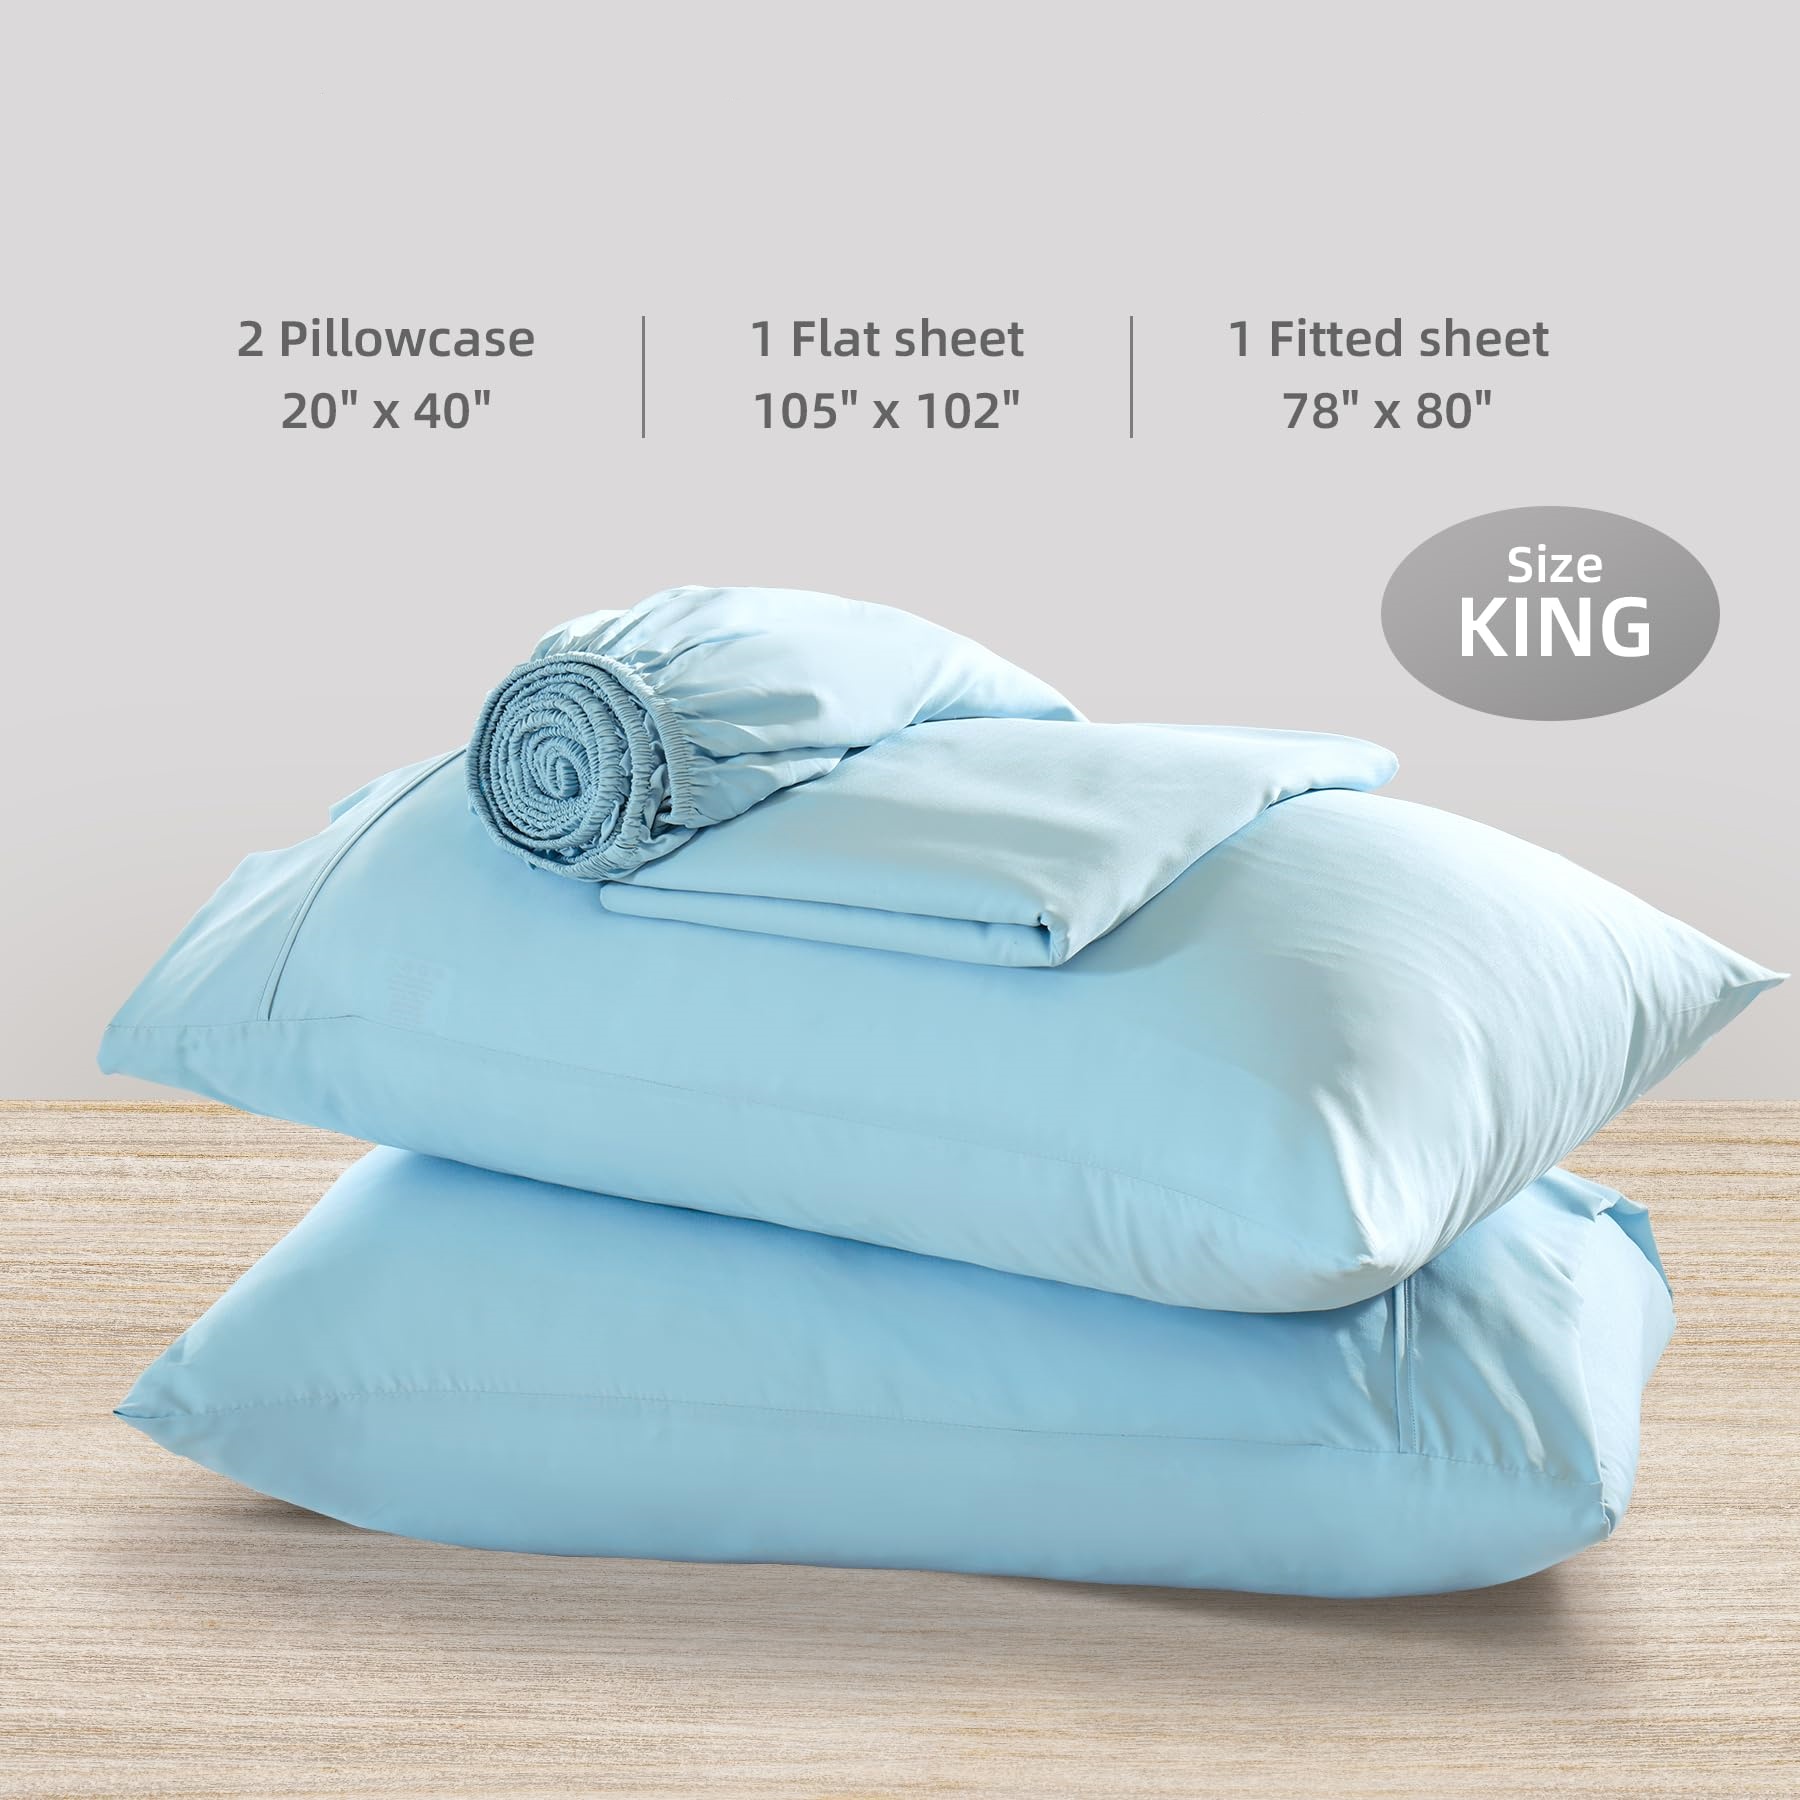 2 Pillowcase
20" x 40"
1 Flat sheet
105" x 102"
1 Fitted sheet
78" x 80"
Size
KING